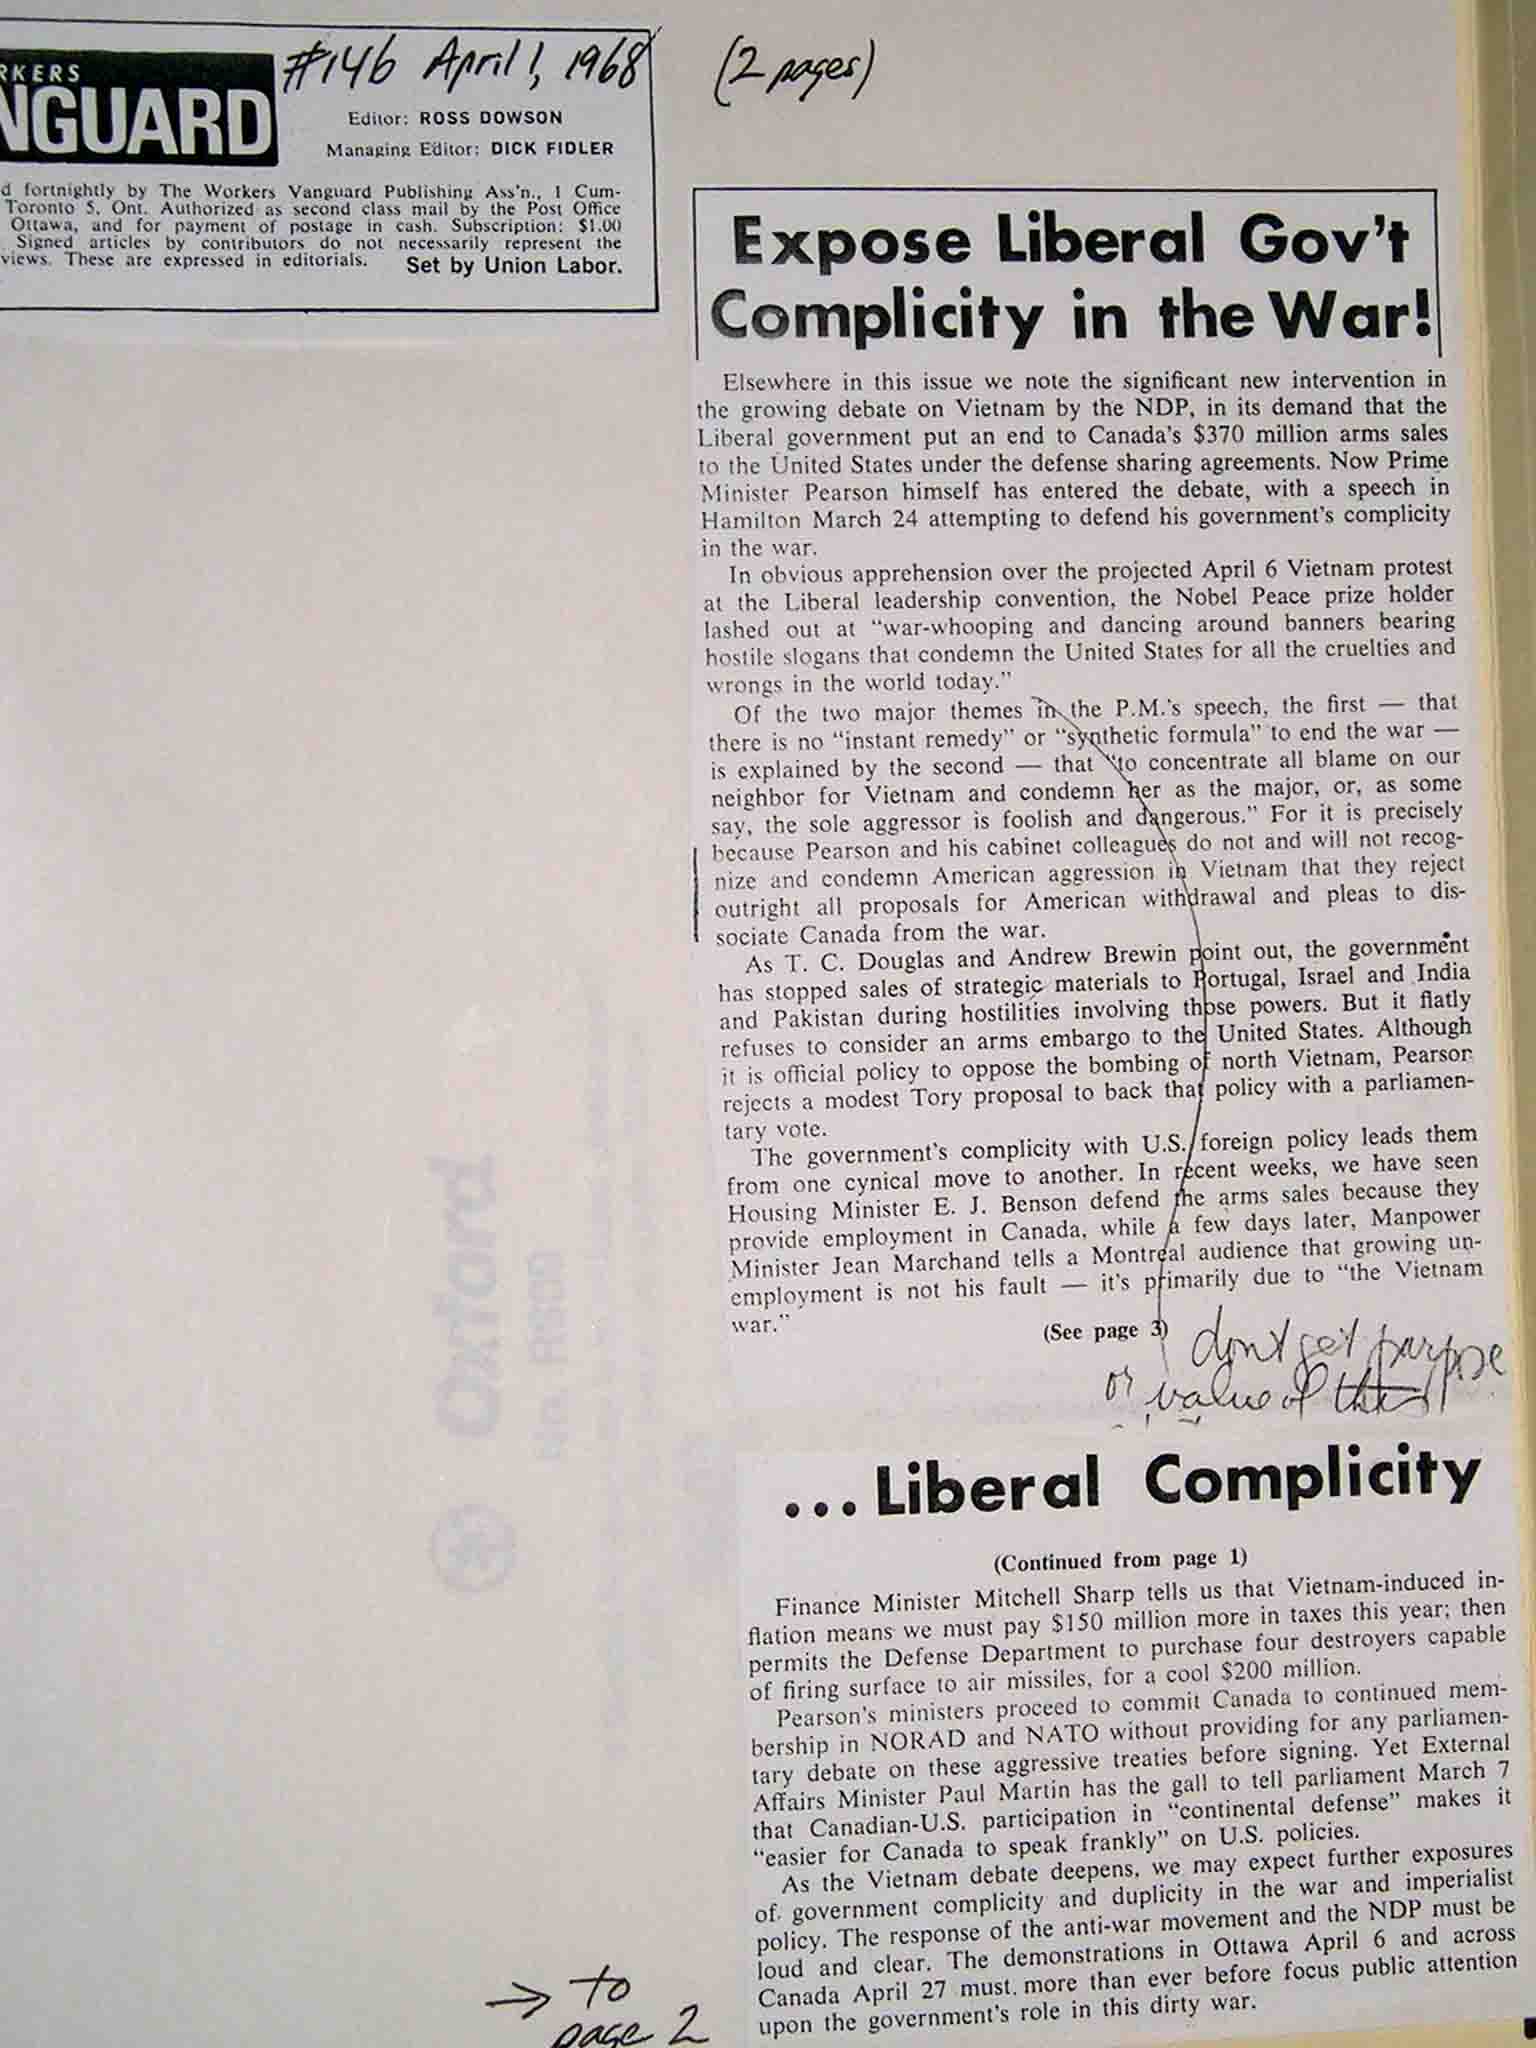 RKERS
NGUARD
#146 April 1, 1968
(2 pages)
Editor: ROSS DOWSON
Managing Editor: DICK FIDLER
d fortnightly by The Workers Vanguard Publishing Ass'n., 1 Cum-
Toronto 5, Ont. Authorized as second class mail by the Post Office
Ottawa, and for payment of postage in cash. Subscription: $1.00
Signed articles by contributors do not necessarily represent the
views. These are expressed in editorials. Set by Union Labor.
Expose Liberal Gov't
Complicity in the War!
Elsewhere in this issue we note the significant new intervention in
the growing debate on Vietnam by the NDP, in its demand that the
Liberal government put an end to Canada's $370 million arms sales
to the United States under the defense sharing agreements. Now Prime
Minister Pearson himself has entered the debate, with a speech in
Hamilton March 24 attempting to defend his government's complicity
in the war.
In obvious apprehension over the projected April 6 Vietnam protest
at the Liberal leadership convention, the Nobel Peace prize holder
lashed out at "war-whooping and dancing around banners bearing
hostile slogans that condemn the United States for all the cruelties and
wrongs in the world today."
Of the two major themes in the P.M.'s speech, the first — that
there is no "instant remedy" or "synthetic formula" to end the war —
is explained by the second — that "to concentrate all blame on our
neighbor for Vietnam and condemn her as the major, or, as some
say, the sole aggressor is foolish and dangerous." For it is precisely
because Pearson and his cabinet colleagues do not and will not recog-
nize and condemn American aggression in Vietnam that they reject
outright all proposals for American withdrawal and pleas to dis-
sociate Canada from the war.
As T. C. Douglas and Andrew Brewin point out, the government
has stopped sales of strategic materials to Portugal, Israel and India
and Pakistan during hostilities involving those powers. But it flatly
refuses to consider an arms embargo to the United States. Although
it is official policy to oppose the bombing of north Vietnam, Pearson
rejects a modest Tory proposal to back that policy with a parliamen-
tary vote.
The government's complicity with U.S. foreign policy leads them
from one cynical move to another. In recent weeks, we have seen
Housing Minister E. J. Benson defend the arms sales because they
provide employment in Canada, while a few days later, Manpower
Minister Jean Marchand tells a Montreal audience that growing un-
employment is not his fault — it's primarily due to "the Vietnam
war."
(See page 3)
dont get purpose
or value of this
... Liberal Complicity
(Continued from page 1)
Finance Minister Mitchell Sharp tells us that Vietnam-induced in-
flation means we must pay $150 million more in taxes this year; then
permits the Defense Department to purchase four destroyers capable
of firing surface to air missiles, for a cool $200 million.
Pearson's ministers proceed to commit Canada to continued mem-
bership in NORAD and NATO without providing for any parliamen-
tary debate on these aggressive treaties before signing. Yet External
Affairs Minister Paul Martin has the gall to tell parliament March 7
that Canadian-U.S. participation in "continental defense" makes it
"easier for Canada to speak frankly" on U.S. policies.
As the Vietnam debate deepens, we may expect further exposures
of government complicity and duplicity in the war and imperialist
policy. The response of the anti-war movement and the NDP must be
loud and clear. The demonstrations in Ottawa April 6 and across
Canada April 27 must more than ever before focus public attention
upon the government's role in this dirty war.
→ to
page 2
Oxford
NO. R590